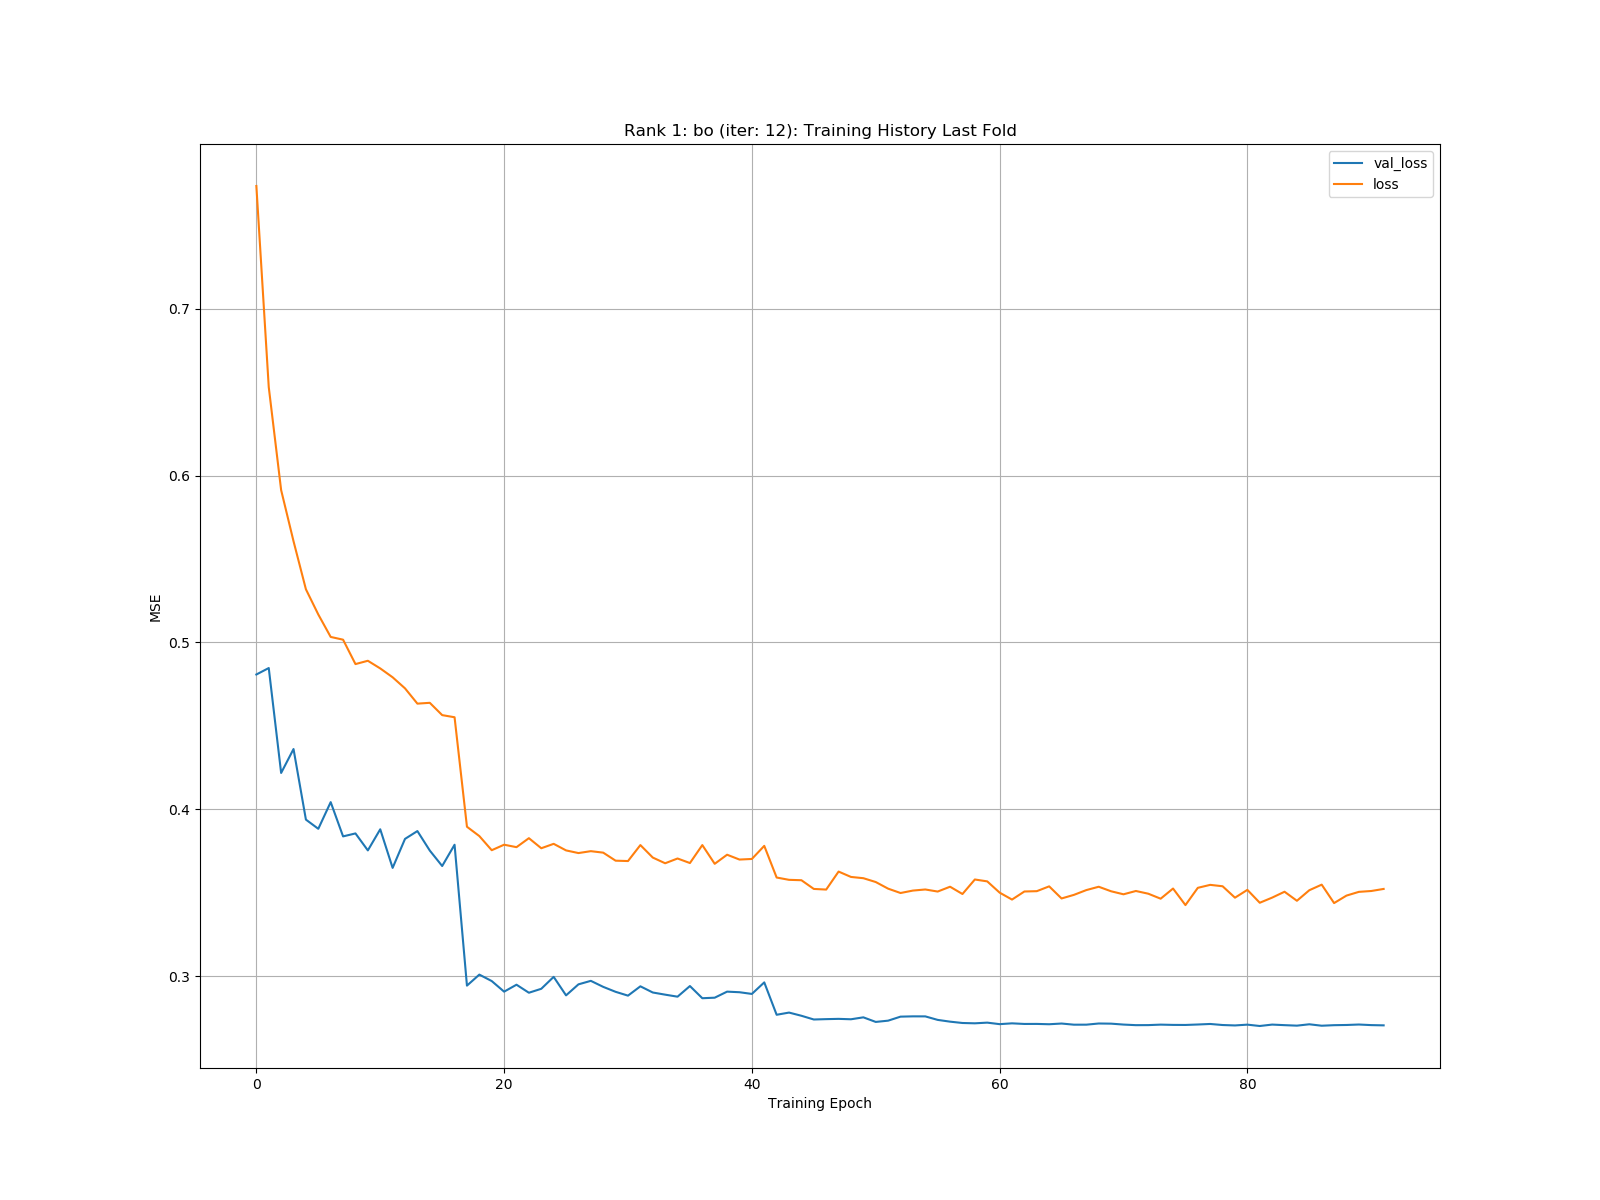 Rank 1: bo (iter: 12): Training History Last Fold
val_loss
loss
MSE
0.7
0.6
0.5
0.4
0.3
0 20 40 60 80
Training Epoch